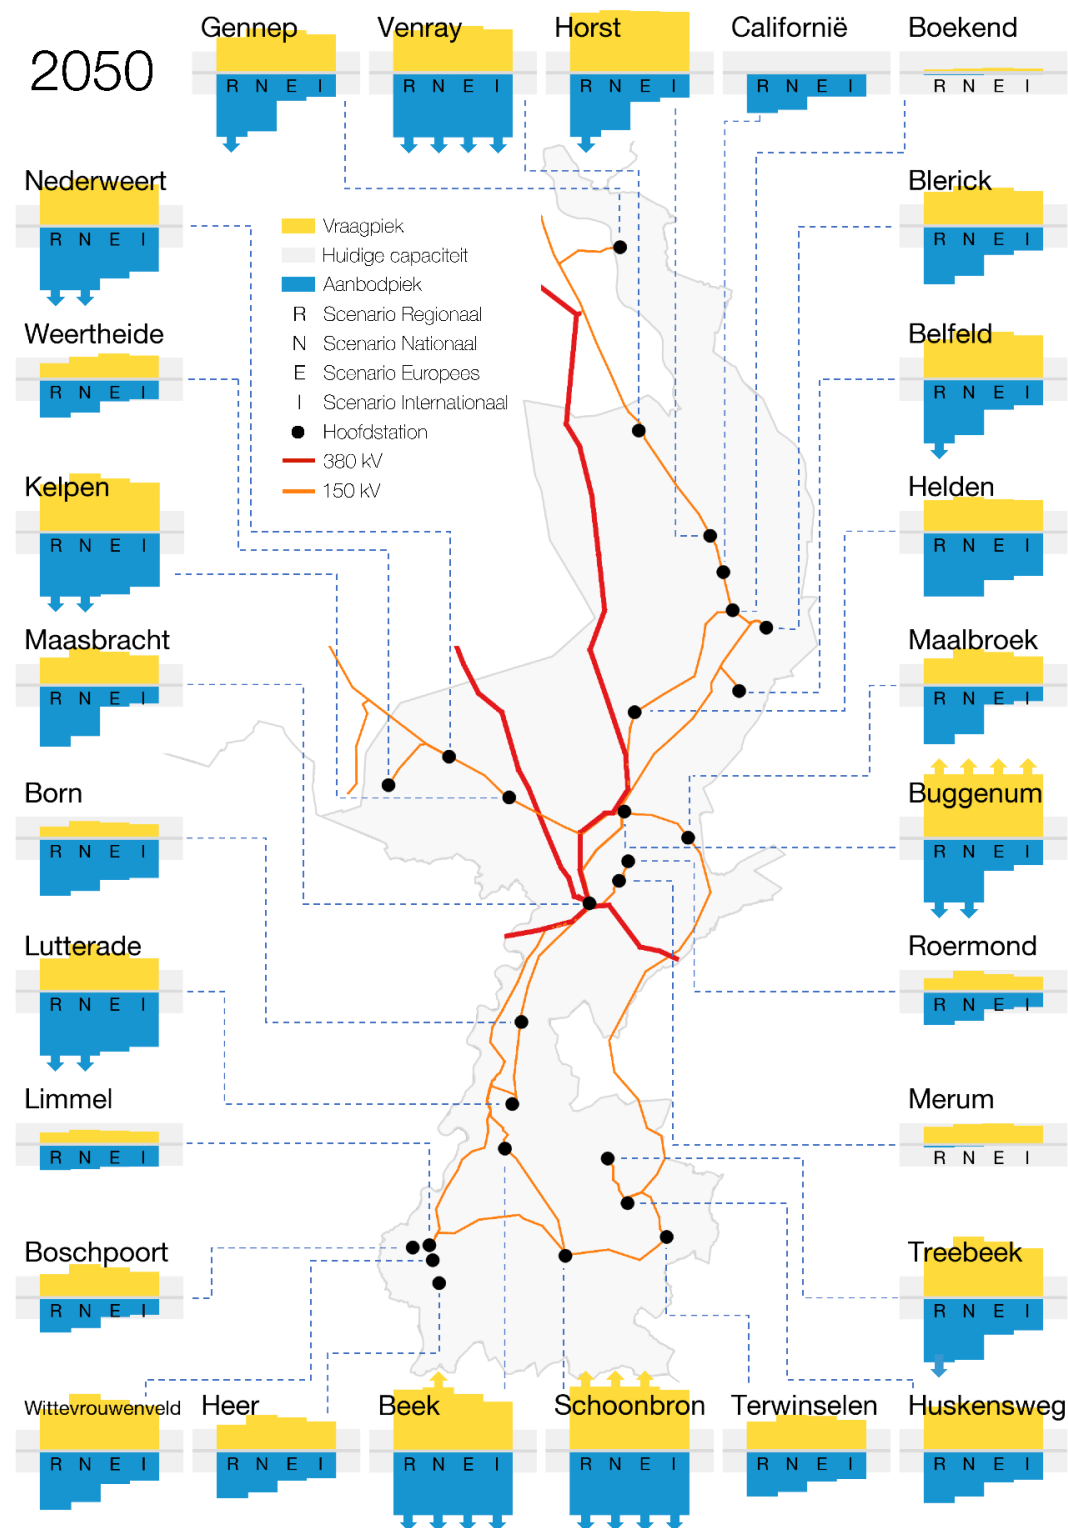 2050
Gennep
R N E I
Venray
R N E I
Horst
R N E I
Californië
R N E I
Boekend
R N E I
Nederweert
R N E I
Weertheide
R N E I
Kelpen
R N E I
Maasbracht
R N E I
Born
R N E I
Lutterade
R N E I
Limmel
R N E I
Boschpoort
R N E I
Vraagpiek
Huidige capaciteit
Aanbodpiek
R Scenario Regionaal
N Scenario Nationaal
E Scenario Europees
I Scenario Internationaal
Hoofdstation
380 kV
150 kV
Blerick
R N E I
Belfeld
R N E I
Helden
R N E I
Maalbroek
R N E I
Buggenum
R N E I
Roermond
R N E I
Merum
R N E I
Treebeek
R N E I
Wittevrouwenveld
R N E I
Heer
R N E I
Beek
R N E I
Schoonbron
R N E I
Terwinselen
R N E I
Huskensweg
R N E I